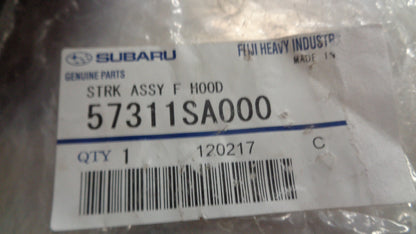 SUBARU FUJI HEAVY INDUSTR
GENUINE PARTS MADE IN
STRK ASSY F HOOD
57311SA000
QTY 1 120217 C